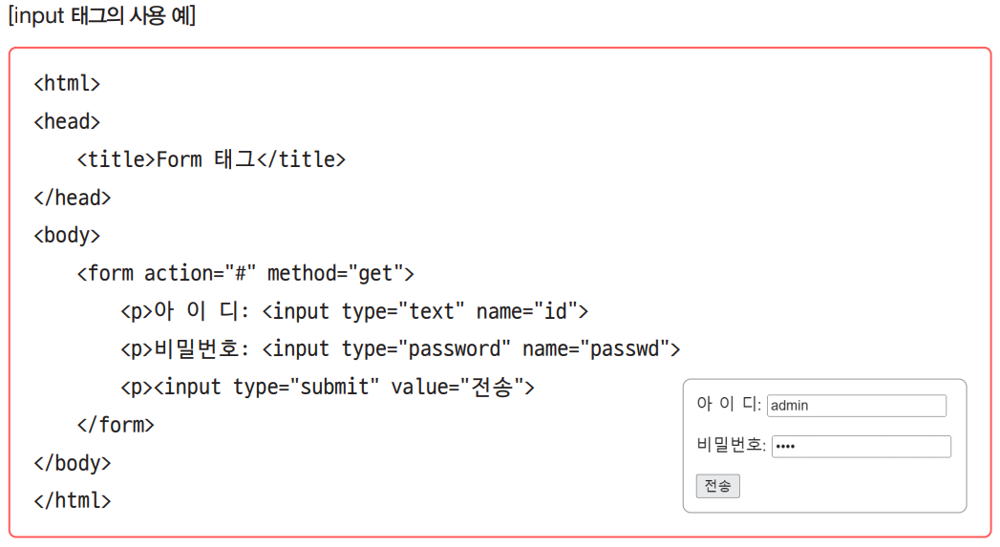 [input 태그의 사용 예]
<html>
<head>
<title>Form 태그</title>
</head>
<body>
<form action="#" method="get">
<p>아 이 디: <input type="text" name="id">
<p>비밀번호: <input type="password" name="passwd">
<p><input type="submit" value="전송">
</form>
</body>
</html>
아 이 디: admin
비밀번호: ••••
전송